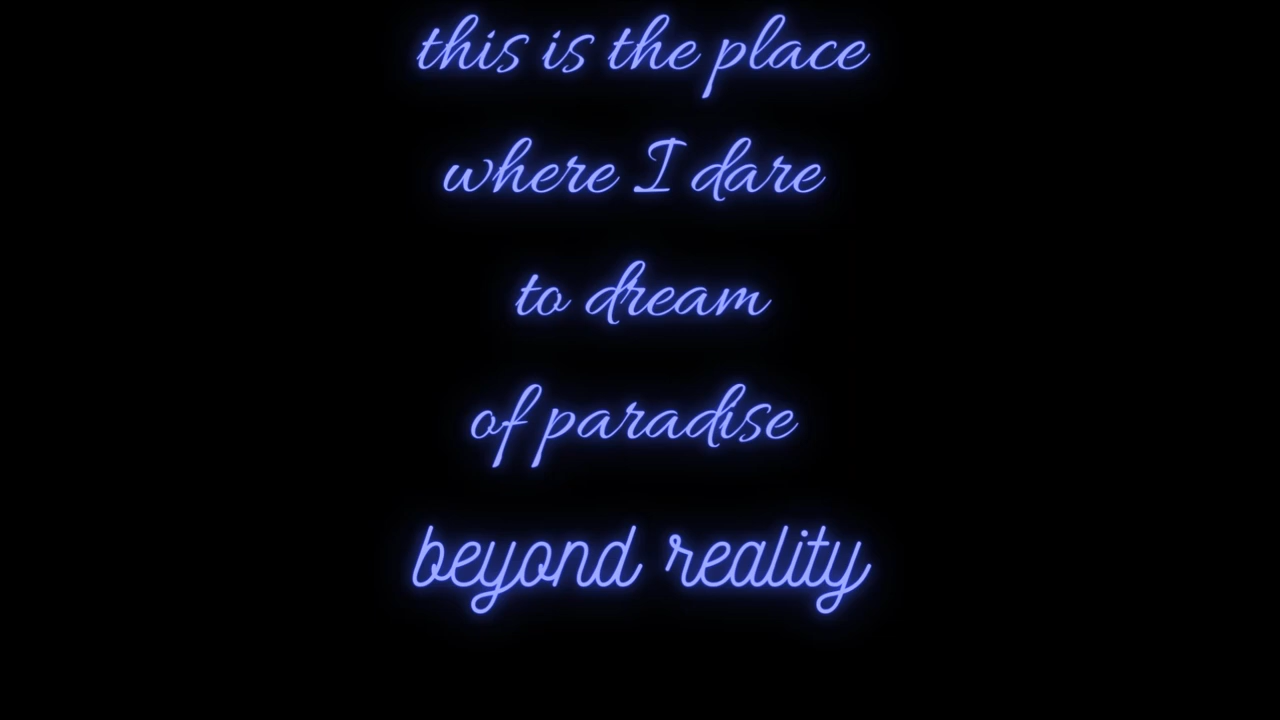 this is the place
where I dare
to dream
of paradise
beyond reality